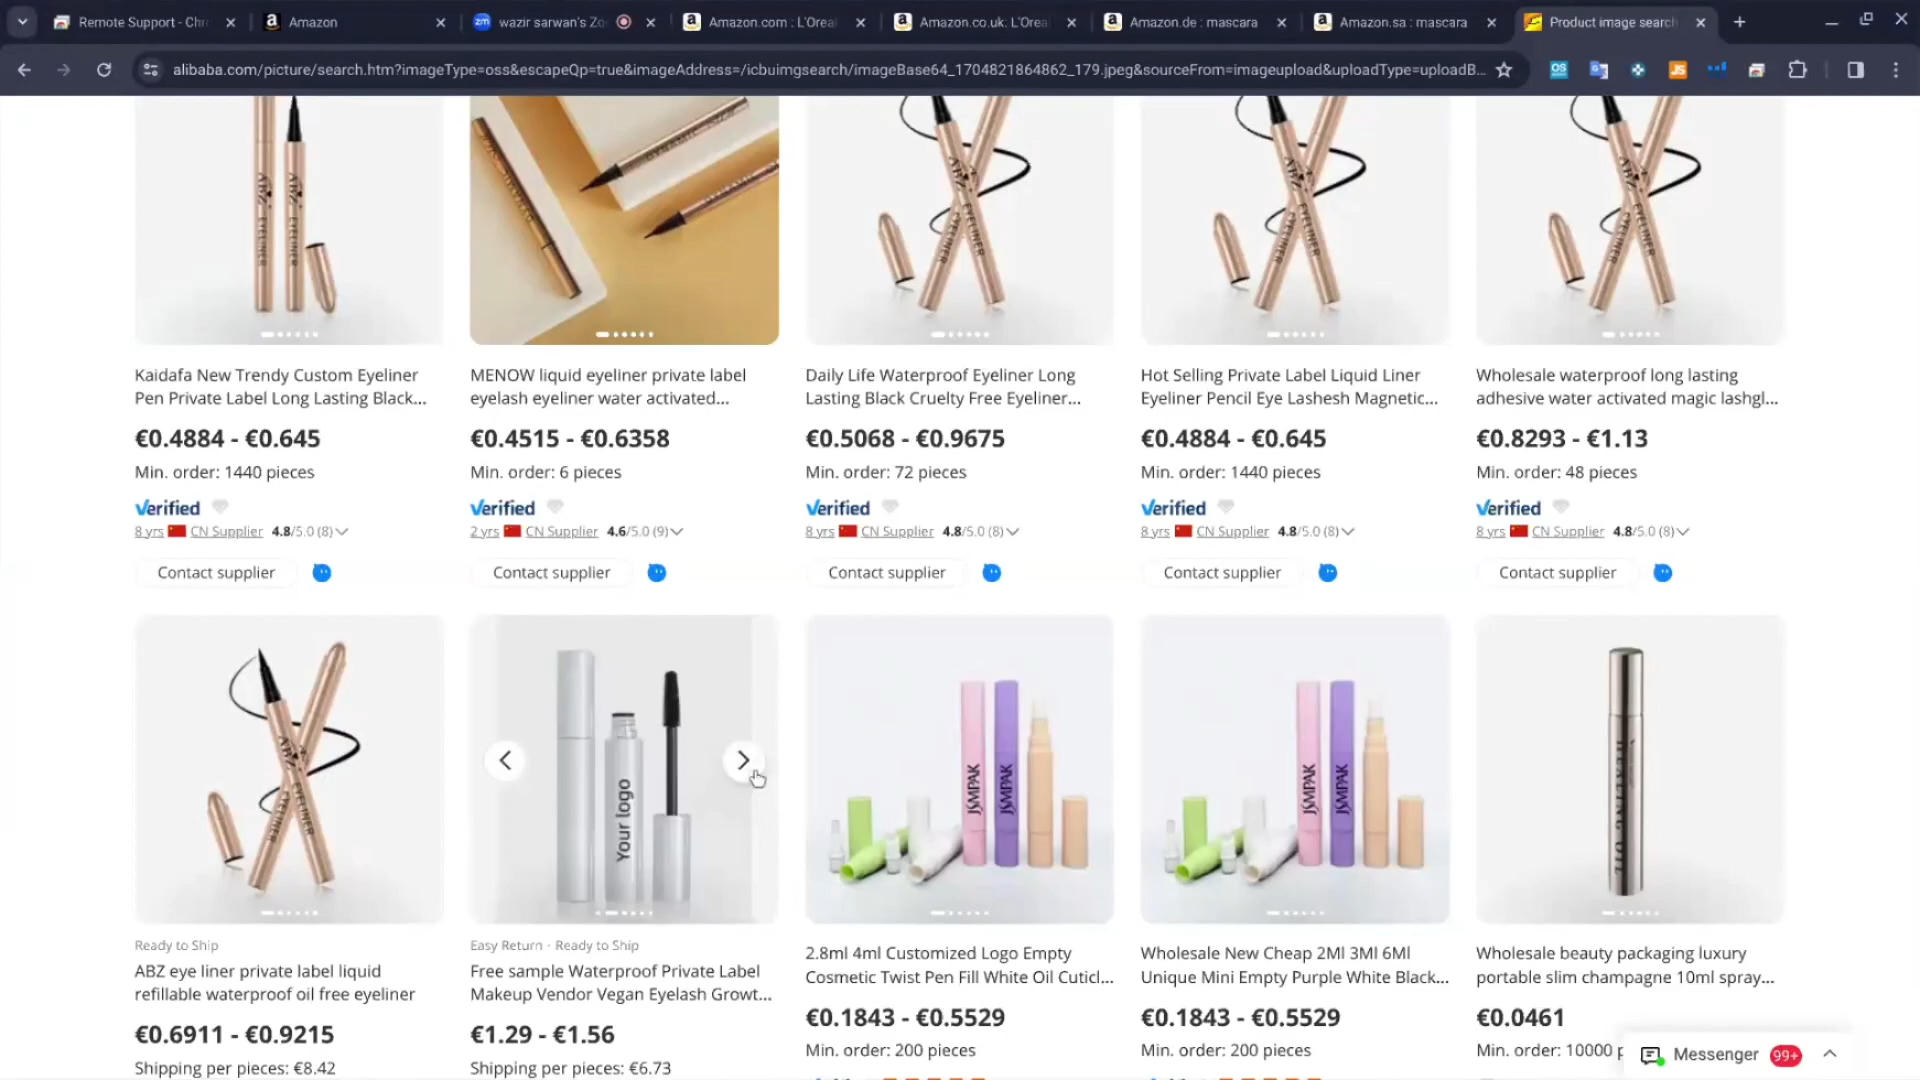 Remote Support - Chr
Amazon
wazir sarwan's Zo
Amazon.com : L'Orea
Amazon.co.uk: L'Orea
Amazon.de : mascara
Amazon.sa : mascara
Product image search
alibaba.com/picture/search.htm?imageType=oss&escapeQp=true&imageAddress=/icbuimgsearch/imageBase64_1704821864862_179.jpeg&sourceFrom=imageupload&uploadType=uploadB...
ABZ EYELINER
ABZ EYELINER
EYELINER
EYELINER
EYELINER
EYELINER
EYELINER
EYELINER
Kaidafa New Trendy Custom Eyeliner
Pen Private Label Long Lasting Black...
€0.4884 - €0.645
Min. order: 1440 pieces
Verified
8 yrs CN Supplier 4.8/5.0 (8)
Contact supplier
MENOW liquid eyeliner private label
eyelash eyeliner water activated...
€0.4515 - €0.6358
Min. order: 6 pieces
Verified
2 yrs CN Supplier 4.6/5.0 (9)
Contact supplier
Daily Life Waterproof Eyeliner Long
Lasting Black Cruelty Free Eyeliner...
€0.5068 - €0.9675
Min. order: 72 pieces
Verified
8 yrs CN Supplier 4.8/5.0 (8)
Contact supplier
Hot Selling Private Label Liquid Liner
Eyeliner Pencil Eye Lashesh Magnetic...
€0.4884 - €0.645
Min. order: 1440 pieces
Verified
8 yrs CN Supplier 4.8/5.0 (8)
Contact supplier
Wholesale waterproof long lasting
adhesive water activated magic lashgl...
€0.8293 - €1.13
Min. order: 48 pieces
Verified
8 yrs CN Supplier 4.8/5.0 (8)
Contact supplier
ABZ EYELINER
EYELINER
Ready to Ship
ABZ eye liner private label liquid
refillable waterproof oil free eyeliner
€0.6911 - €0.9215
Shipping per pieces: €8.42
Your logo
Easy Return · Ready to Ship
Free sample Waterproof Private Label
Makeup Vendor Vegan Eyelash Growt...
€1.29 - €1.56
Shipping per pieces: €6.73
JSMPAK
JSMPAK
2.8ml 4ml Customized Logo Empty
Cosmetic Twist Pen Fill White Oil Cuticl...
€0.1843 - €0.5529
Min. order: 200 pieces
JSMPAK
JSMPAK
Wholesale New Cheap 2Ml 3Ml 6Ml
Unique Mini Empty Purple White Black...
€0.1843 - €0.5529
Min. order: 200 pieces
Wholesale beauty packaging luxury
portable slim champagne 10ml spray...
€0.0461
Min. order: 10000 p
Messenger 99+